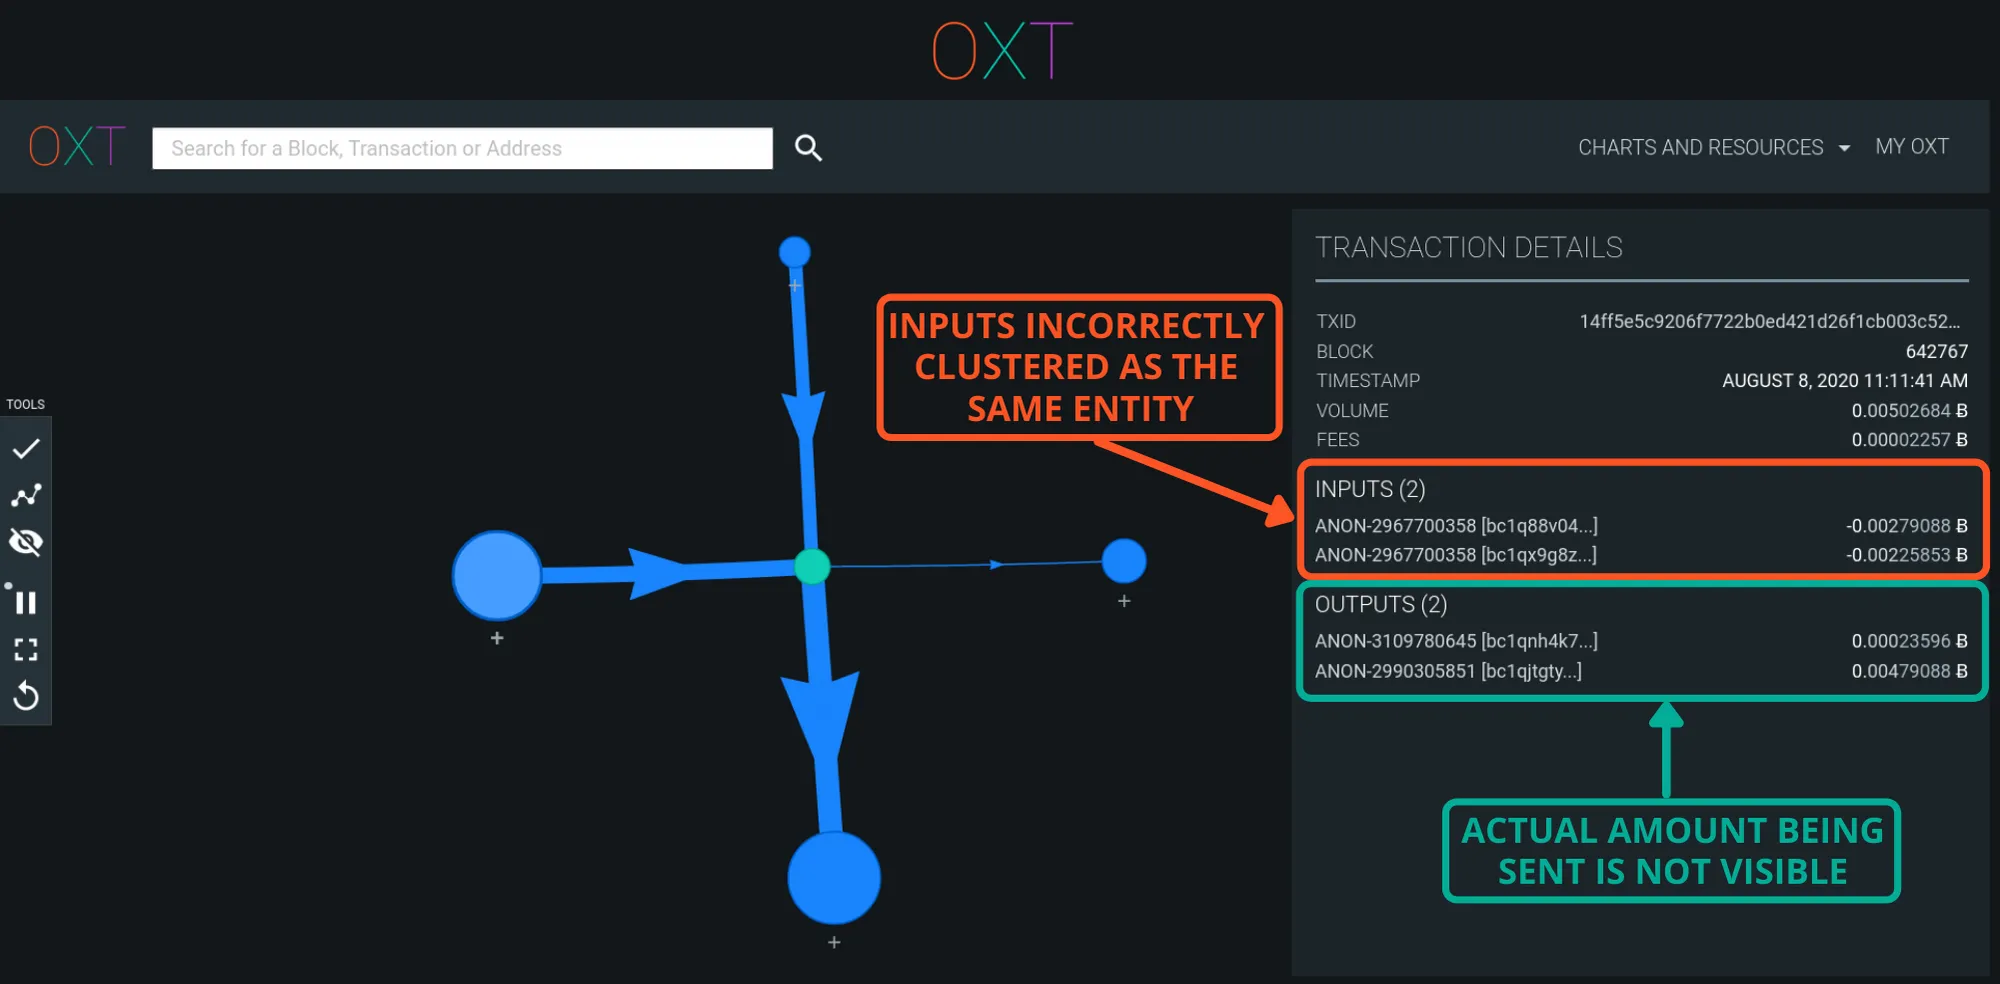 OXT
OXT
Search for a Block, Transaction or Address
CHARTS AND RESOURCES
MY OXT
TOOLS
INPUTS INCORRECTLY
CLUSTERED AS THE
SAME ENTITY
TRANSACTION DETAILS
TXID 14ff5e5c9206f7722b0ed421d26f1cb003c52...
BLOCK 642767
TIMESTAMP AUGUST 8, 2020 11:11:41 AM
VOLUME 0.00502684 Ƀ
FEES 0.00002257 Ƀ
INPUTS (2)
ANON-2967700358 [bc1q88v04...] -0.00279088 Ƀ
ANON-2967700358 [bc1qx9g8z...] -0.00225853 Ƀ
OUTPUTS (2)
ANON-3109780645 [bc1qnh4k7...] 0.00023596 Ƀ
ANON-2990305851 [bc1qjtgty...] 0.00479088 Ƀ
ACTUAL AMOUNT BEING
SENT IS NOT VISIBLE